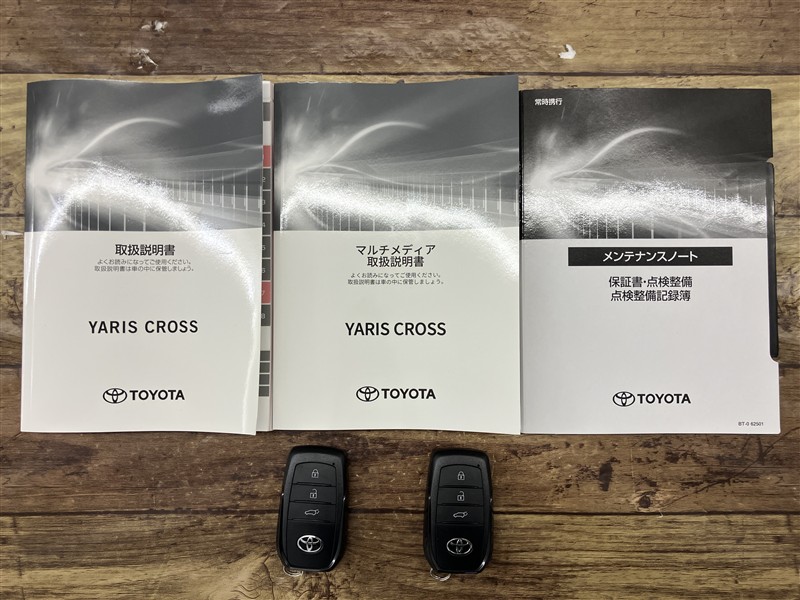 取扱説明書
よくお読みになってご使用ください。
取扱説明書は車の中に保管しましょう。
YARIS CROSS
TOYOTA
マルチメディア
取扱説明書
よくお読みになってご使用ください。
取扱説明書は車の中に保管しましょう。
YARIS CROSS
TOYOTA
常時携行
メンテナンスノート
保証書・点検整備
点検整備記録簿
TOYOTA
BT-0 62501